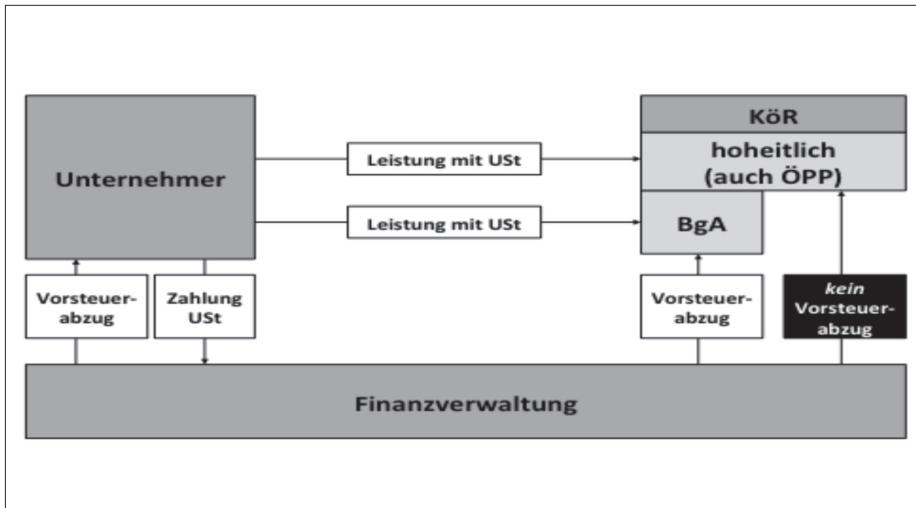 KöR
hoheitlich
(auch ÖPP)
Unternehmer
Leistung mit USt
Leistung mit USt
BgA
Vorsteuer-
abzug
Zahlung
USt
Vorsteuer-
abzug
kein
Vorsteuer-
abzug
Finanzverwaltung